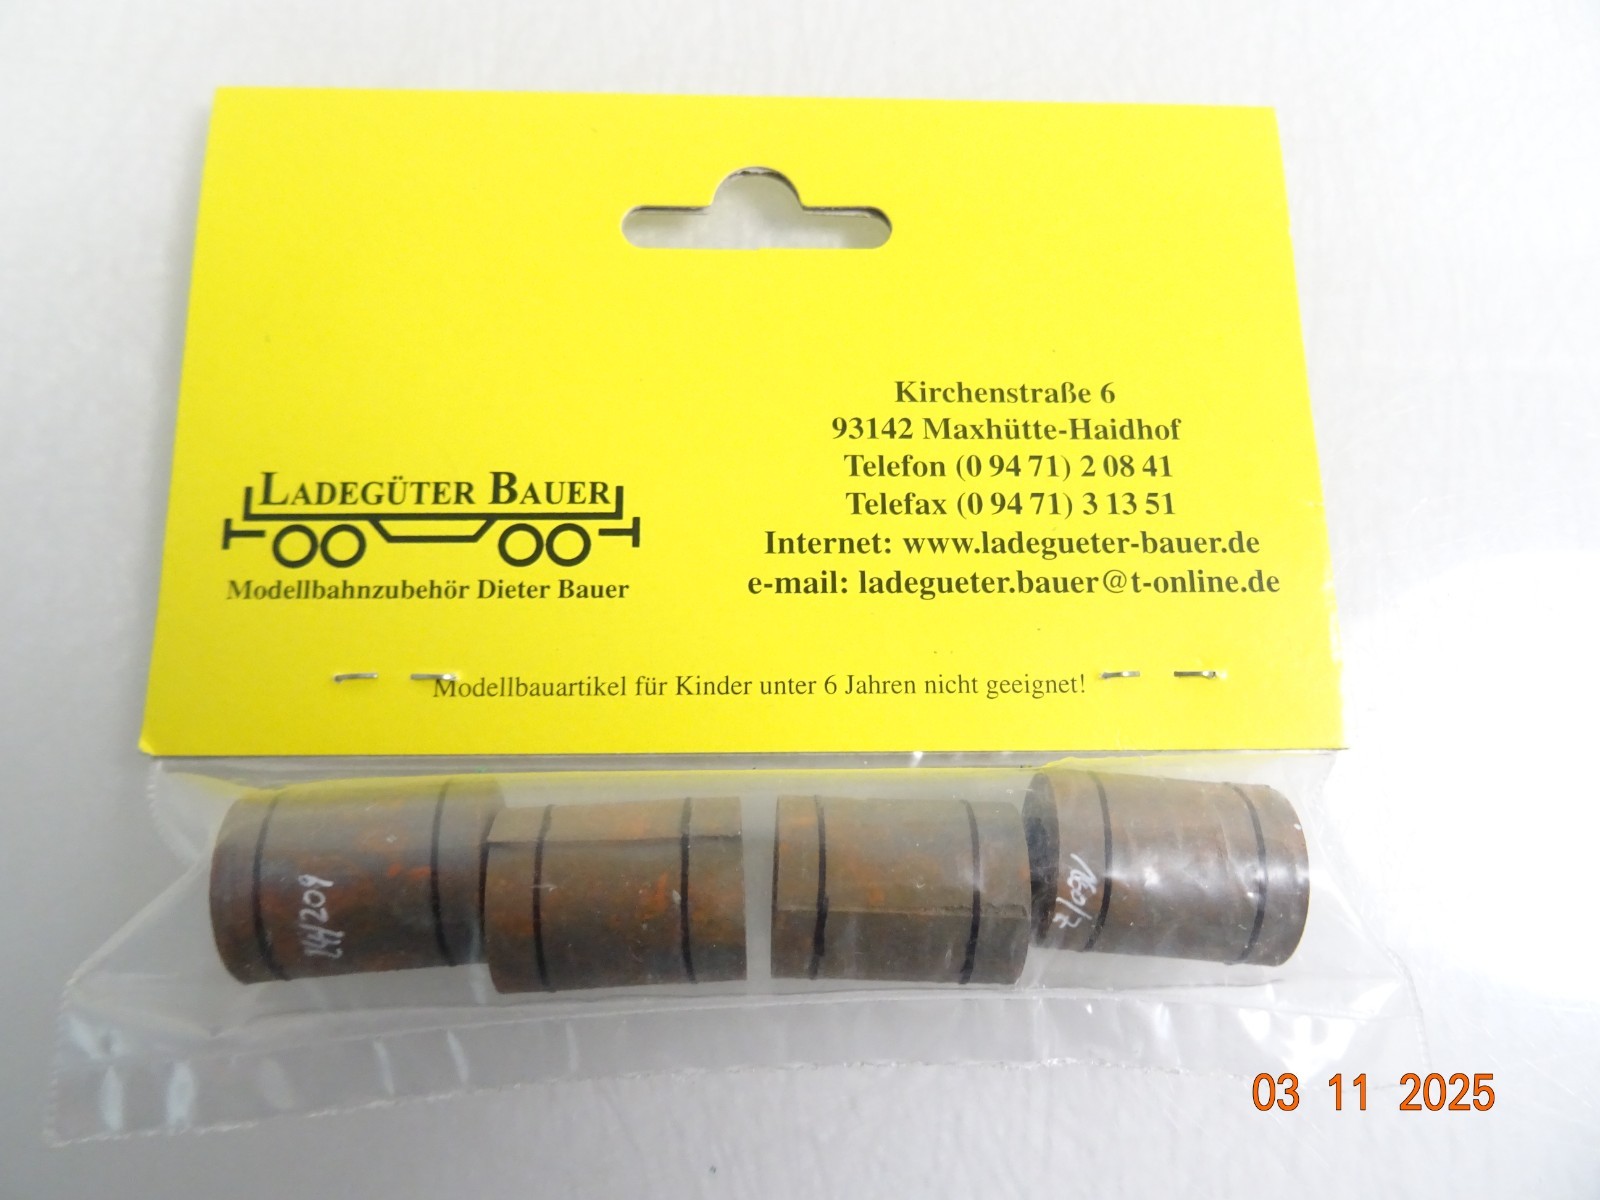 LADEGÜTER BAUER
Modellbahnzubehör Dieter Bauer
Kirchenstraße 6
93142 Maxhütte-Haidhof
Telefon (0 94 71) 2 08 41
Telefax (0 94 71) 3 13 51
Internet: www.ladegueter-bauer.de
e-mail: ladegueter.bauer@t-online.de
Modellbauartikel für Kinder unter 6 Jahren nicht geeignet!
03 11 2025